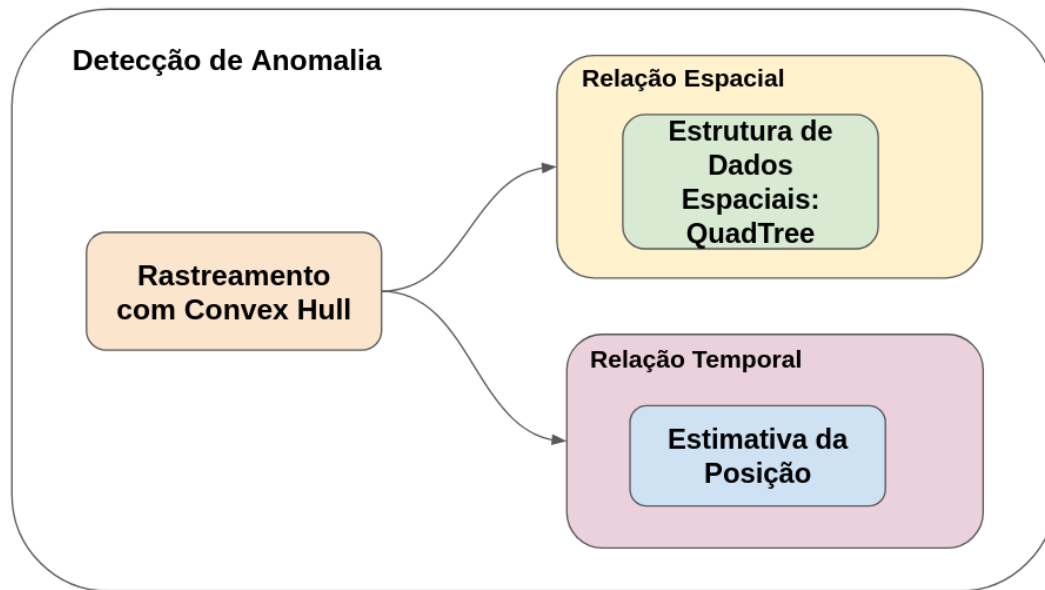 Detecção de Anomalia
Relação Espacial
Estrutura de
Dados
Espaciais:
QuadTree
Rastreamento
com Convex Hull
Relação Temporal
Estimativa da
Posição